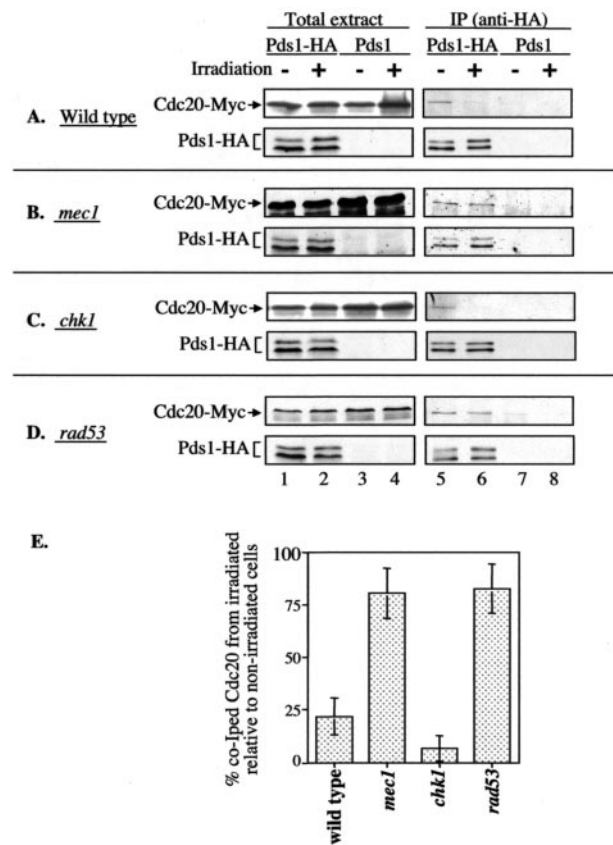 Total extract IP (anti-HA)
Pds1-HA Pds1 Pds1-HA Pds1
Irradiation - + - + - + - +
A. Wild type
Cdc20-Myc
Pds1-HA [
B. mec1
Cdc20-Myc
Pds1-HA [
C. chk1
Cdc20-Myc
Pds1-HA [
D. rad53
Cdc20-Myc
Pds1-HA [
1 2 3 4 5 6 7 8
E.
% co-Iped Cdc20 from irradiated
relative to non-irradiated cells
100
75
50
25
0
wild type mec1 chk1 rad53